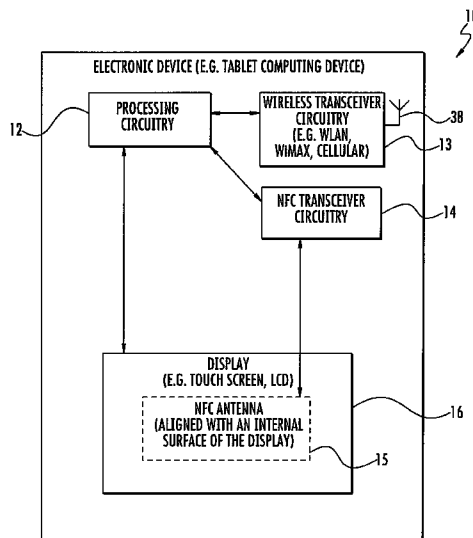 10
ELECTRONIC DEVICE (E.G. TABLET COMPUTING DEVICE)
12
PROCESSING
CIRCUITRY
WIRELESS TRANSCEIVER
CIRCUITRY
(E.G. WLAN,
WIMAX, CELLULAR)
38
13
NFC TRANSCEIVER
CIRCUITRY
14
DISPLAY
(E.G. TOUCH SCREEN, LCD)
NFC ANTENNA
(ALIGNED WITH AN INTERNAL
SURFACE OF THE DISPLAY)
16
15